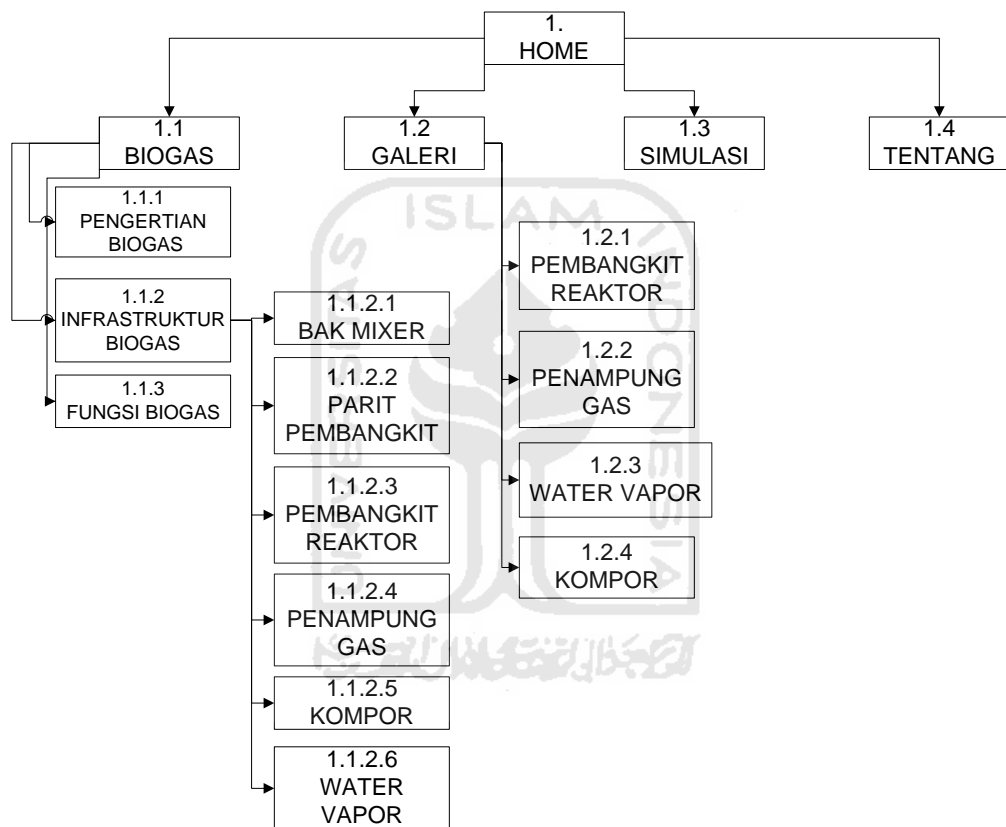 1.
HOME
1.1
BIOGAS
1.2
GALERI
1.3
SIMULASI
1.4
TENTANG
1.1.1
PENGERTIAN
BIOGAS
1.1.2
INFRASTRUKTUR
BIOGAS
1.1.3
FUNGSI BIOGAS
1.1.2.1
BAK MIXER
1.1.2.2
PARIT
PEMBANGKIT
1.1.2.3
PEMBANGKIT
REAKTOR
1.1.2.4
PENAMPUNG
GAS
1.1.2.5
KOMPOR
1.1.2.6
WATER
VAPOR
1.2.1
PEMBANGKIT
REAKTOR
1.2.2
PENAMPUNG
GAS
1.2.3
WATER VAPOR
1.2.4
KOMPOR
UNIVERSITAS
ISLAM
INDONESIA